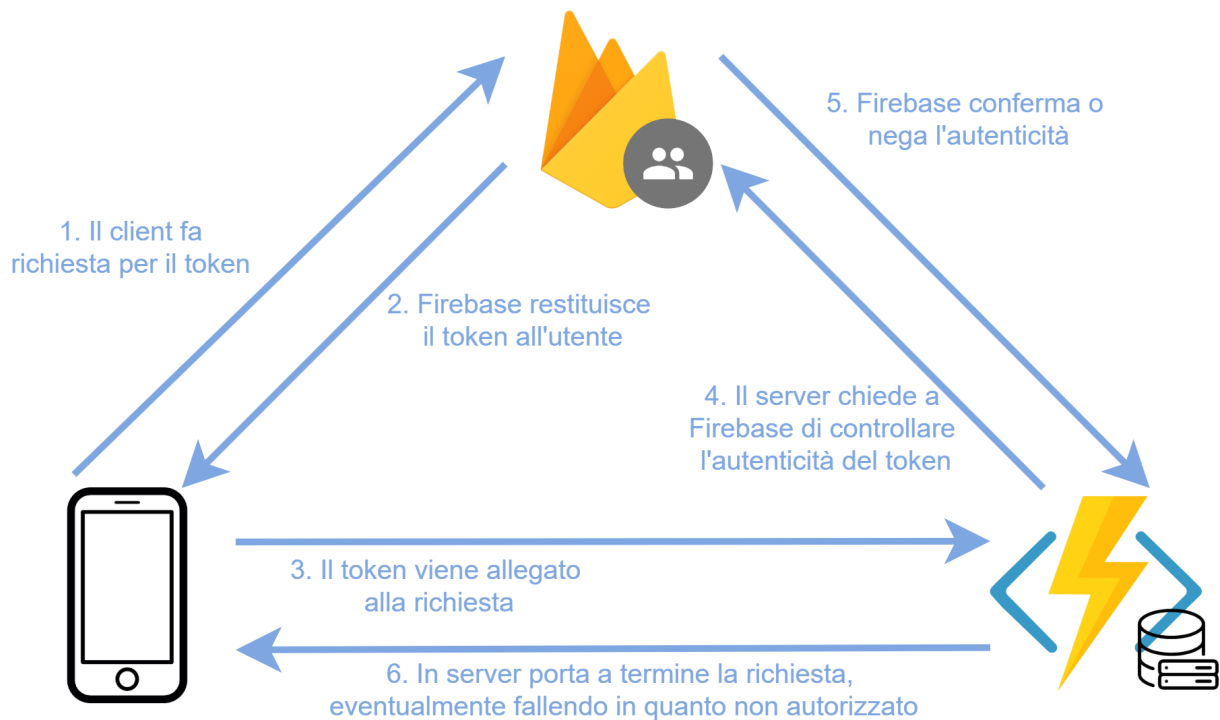 1. Il client fa
richiesta per il token
2. Firebase restituisce
il token all'utente
3. Il token viene allegato
alla richiesta
4. Il server chiede a
Firebase di controllare
l'autenticità del token
5. Firebase conferma o
nega l'autenticità
6. In server porta a termine la richiesta,
eventualmente fallendo in quanto non autorizzato